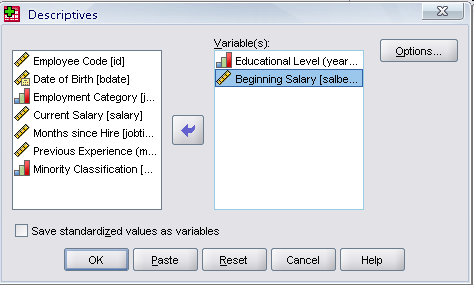 Descriptives
Variable(s):
Employee Code [id]
Date of Birth [bdate]
Employment Category [j...
Current Salary [salary]
Months since Hire [jobti...
Previous Experience (m...
Minority Classification [...
Educational Level (year...
Beginning Salary [salbe...
Options...
Save standardized values as variables
OK
Paste
Reset
Cancel
Help